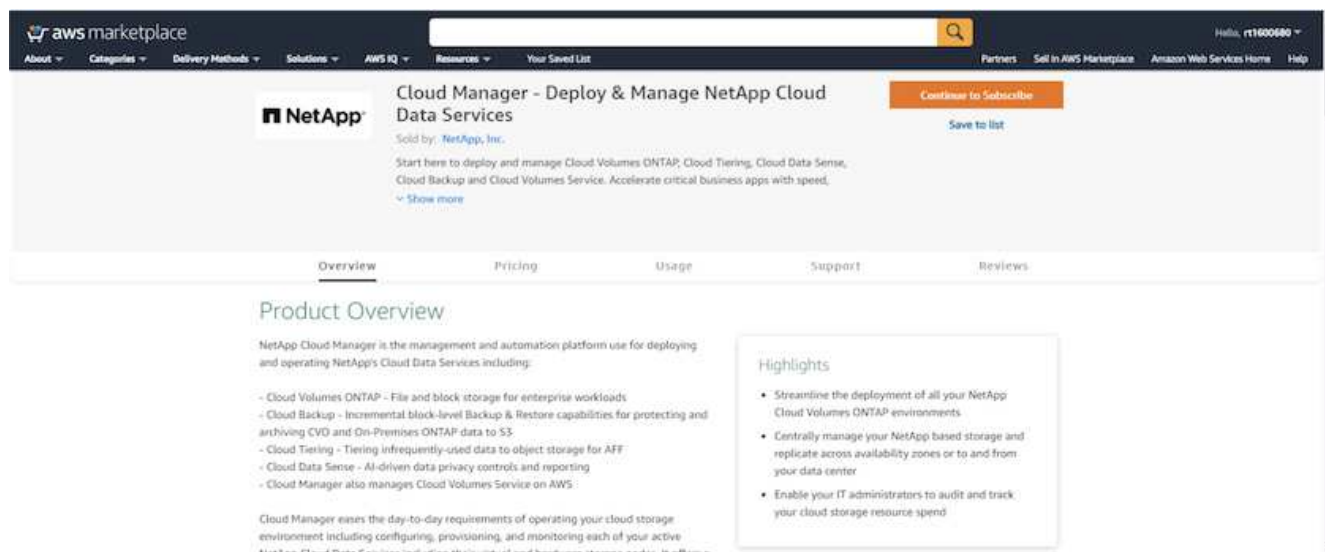 aws marketplace
Hello, rt1600680
About Categories Delivery Methods Solutions AWS IQ Resources Your Saved List Partners Sell in AWS Marketplace Amazon Web Services Home Help
NetApp
Cloud Manager - Deploy & Manage NetApp Cloud
Data Services
Sold by: NetApp, Inc.
Start here to deploy and manage Cloud Volumes ONTAP, Cloud Tiering, Cloud Data Sense,
Cloud Backup and Cloud Volumes Service. Accelerate critical business apps with speed,
Show more
Continue to Subscribe
Save to list
Overview Pricing Usage Support Reviews
Product Overview
NetApp Cloud Manager is the management and automation platform use for deploying
and operating NetApp's Cloud Data Services including:
- Cloud Volumes ONTAP - File and block storage for enterprise workloads
- Cloud Backup - Incremental block-level Backup & Restore capabilities for protecting and
archiving CVO and On-Premises ONTAP data to S3
- Cloud Tiering - Tiering infrequently-used data to object storage for AFF
- Cloud Data Sense - AI-driven data privacy controls and reporting
- Cloud Manager also manages Cloud Volumes Service on AWS
Cloud Manager eases the day-to-day requirements of operating your cloud storage
environment including configuring, provisioning, and monitoring each of your active
Highlights
• Streamline the deployment of all your NetApp
Cloud Volumes ONTAP environments
• Centrally manage your NetApp based storage and
replicate across availability zones or to and from
your data center
• Enable your IT administrators to audit and track
your cloud storage resource spend